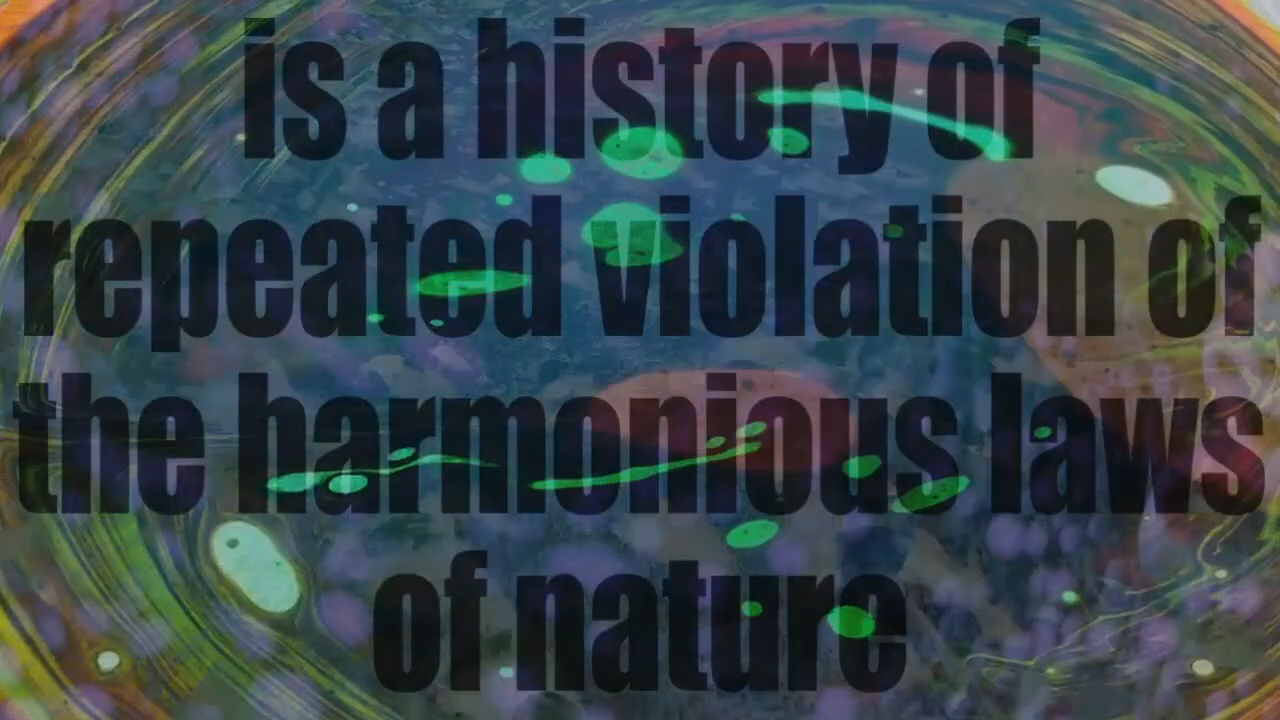 is a history of
repeated violation of
the harmonious laws
of nature